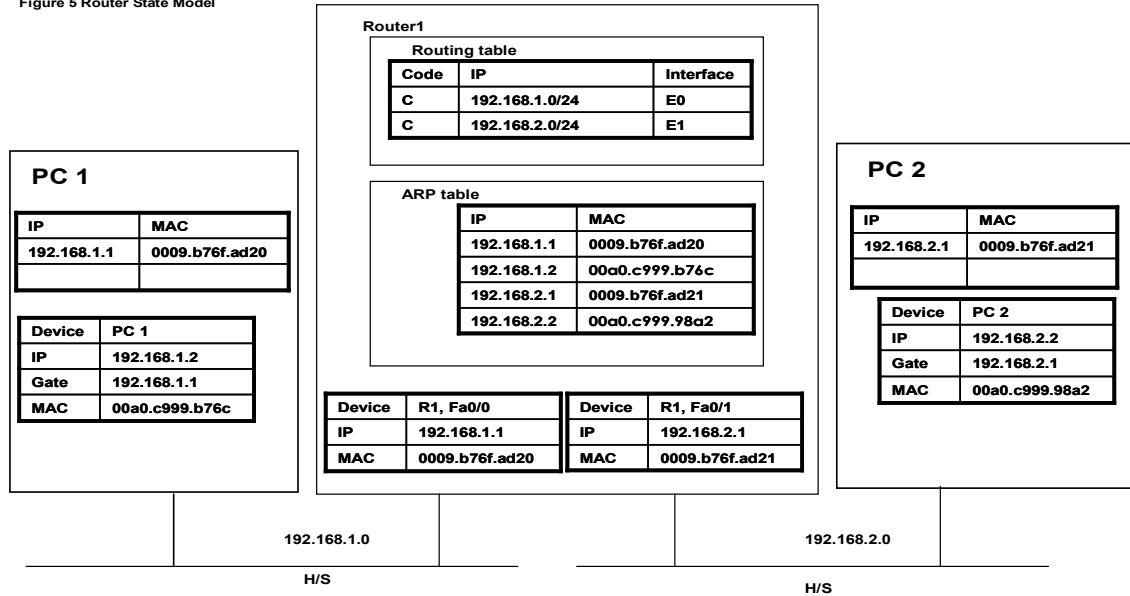 Figure 5 Router State Model
Router1
Routing table
Code IP Interface
C 192.168.1.0/24 E0
C 192.168.2.0/24 E1
ARP table
IP MAC
192.168.1.1 0009.b76f.ad20
192.168.1.2 00a0.c999.b76c
192.168.2.1 0009.b76f.ad21
192.168.2.2 00a0.c999.98a2
Device R1, Fa0/0
IP 192.168.1.1
MAC 0009.b76f.ad20
Device R1, Fa0/1
IP 192.168.2.1
MAC 0009.b76f.ad21
PC 1
IP MAC
192.168.1.1 0009.b76f.ad20
Device PC 1
IP 192.168.1.2
Gate 192.168.1.1
MAC 00a0.c999.b76c
PC 2
IP MAC
192.168.2.1 0009.b76f.ad21
Device PC 2
IP 192.168.2.2
Gate 192.168.2.1
MAC 00a0.c999.98a2
192.168.1.0
H/S
192.168.2.0
H/S